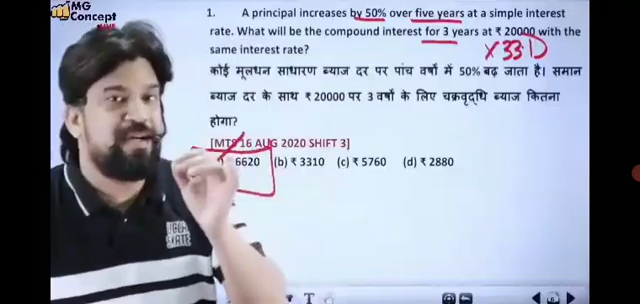 MG
Concept
LIVE
1. A principal increases by 50% over five years at a simple interest
rate. What will be the compound interest for 3 years at ₹ 20000 with the
same interest rate?
X 331
कोई मूलधन साधारण ब्याज दर पर पांच वर्षो में 50% बढ़ जाता है। समान
ब्याज दर के साथ ₹20000 पर 3 वर्षों के लिए चक्रवृद्धि ब्याज कितना
होगा?
[MTS 16 AUG 2020 SHIFT 3]
6620 (b) ₹ 3310 (c) ₹ 5760 (d) ₹ 2880
T